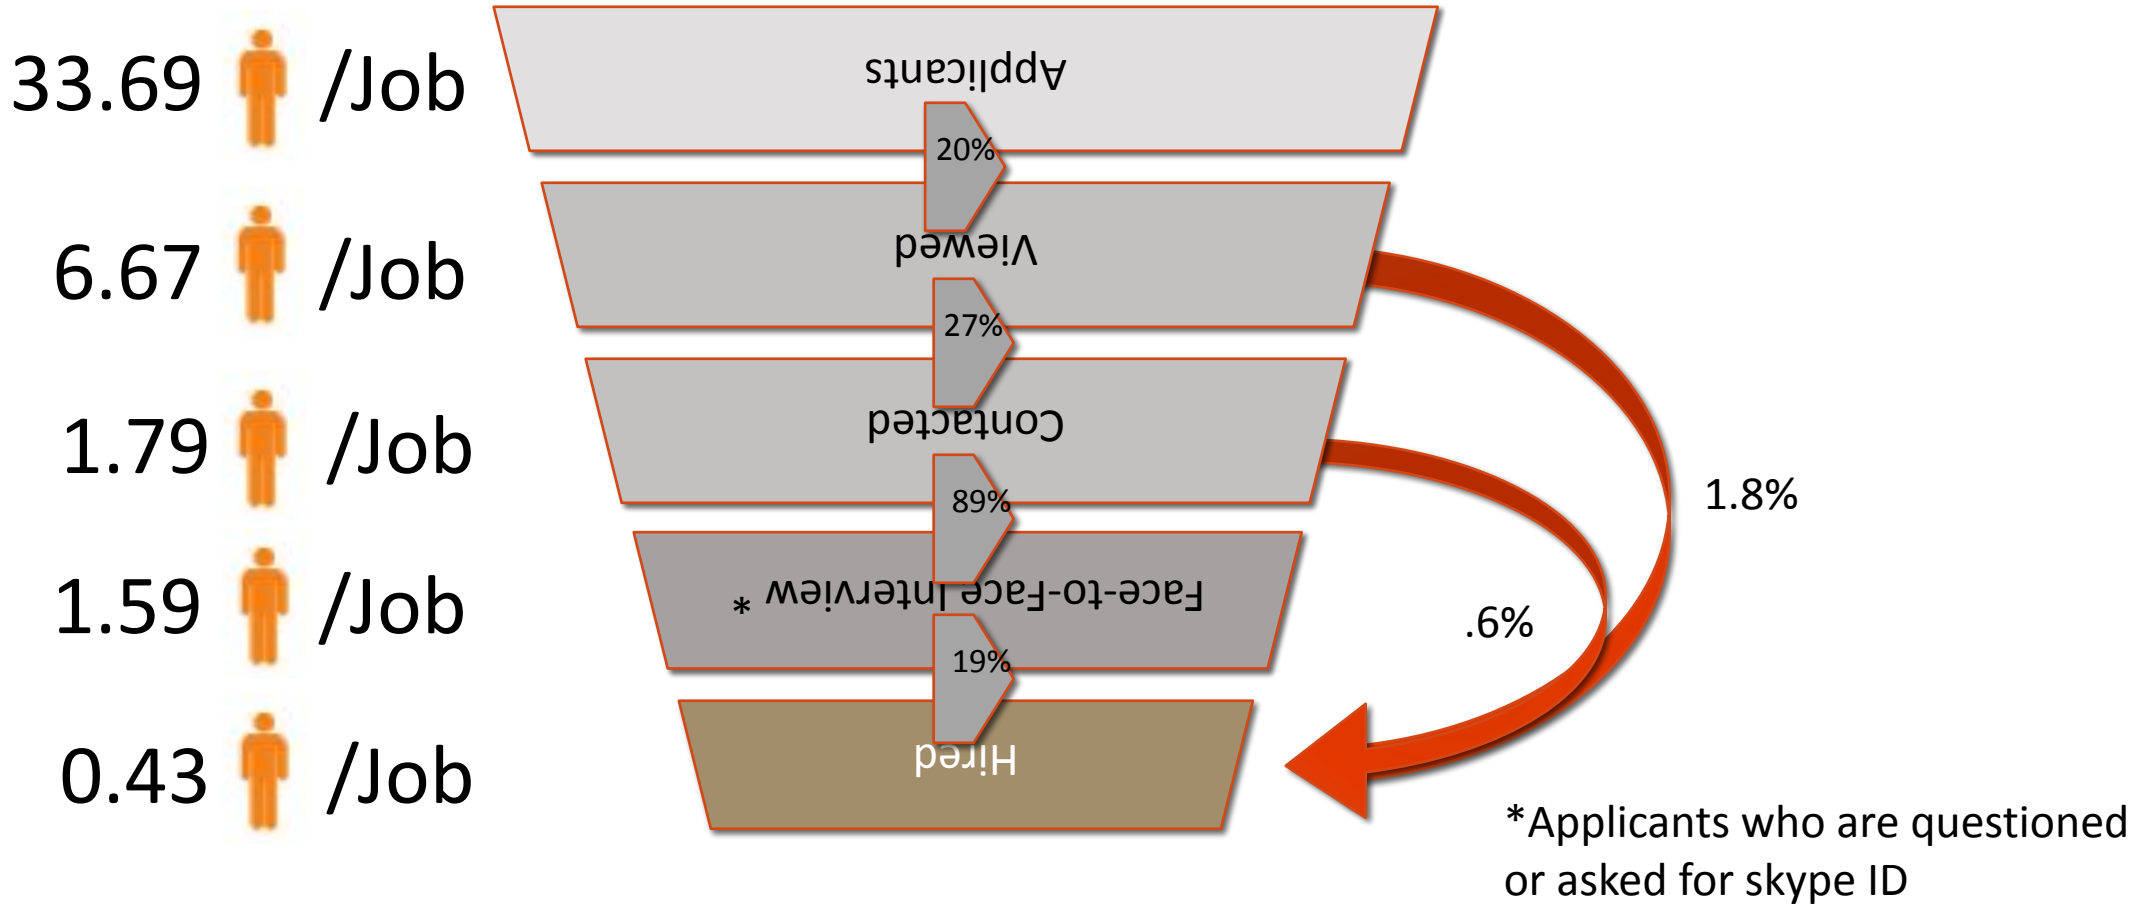 33.69 /Job
Applicants
20%
6.67 /Job
Viewed
27%
1.79 /Job
Contacted
89%
1.8%
1.59 /Job
Face-to-Face Interview *
.6%
19%
0.43 /Job
Hired
*Applicants who are questioned
or asked for skype ID